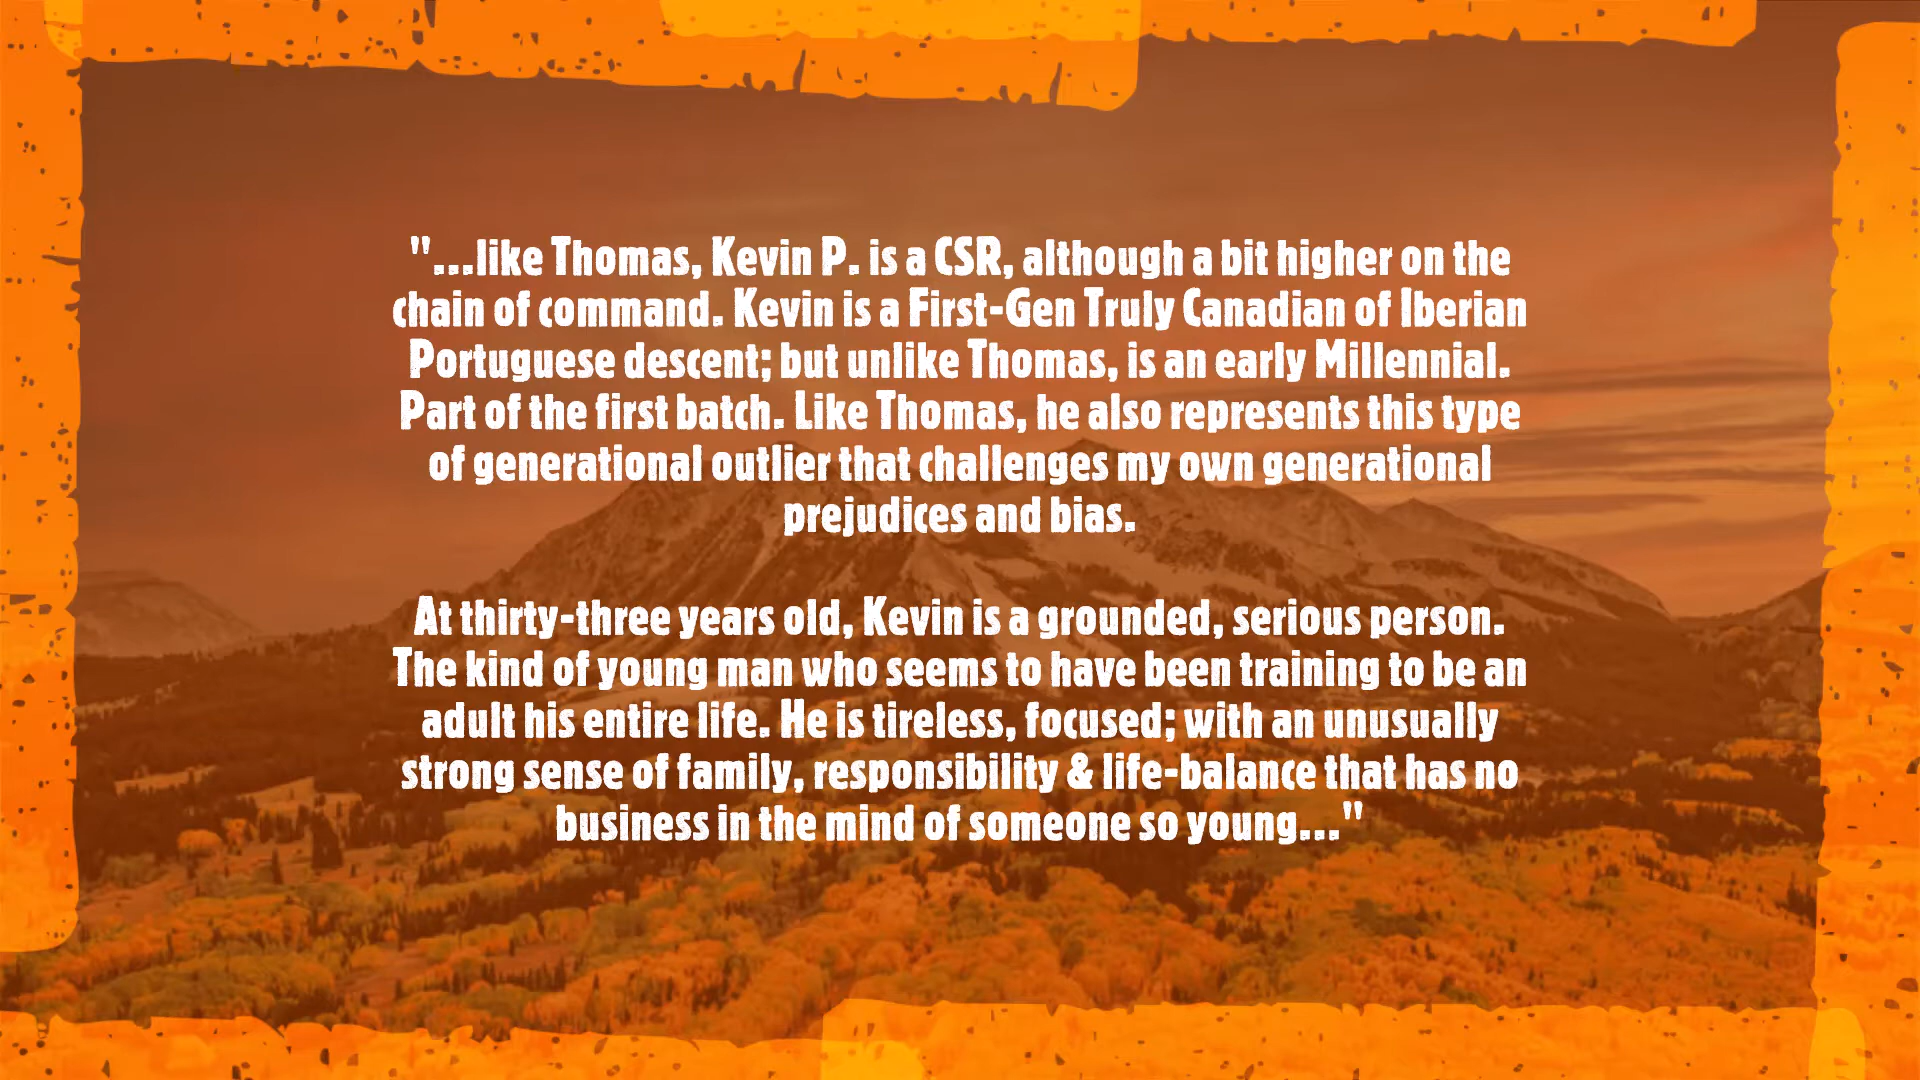 "...like Thomas, Kevin P. is a CSR, although a bit higher on the
chain of command. Kevin is a First-Gen Truly Canadian of Iberian
Portuguese descent; but unlike Thomas, is an early Millennial.
Part of the first batch. Like Thomas, he also represents this type
of generational outlier that challenges my own generational
prejudices and bias.
At thirty-three years old, Kevin is a grounded, serious person.
The kind of young man who seems to have been training to be an
adult his entire life. He is tireless, focused; with an unusually
strong sense of family, responsibility & life-balance that has no
business in the mind of someone so young..."